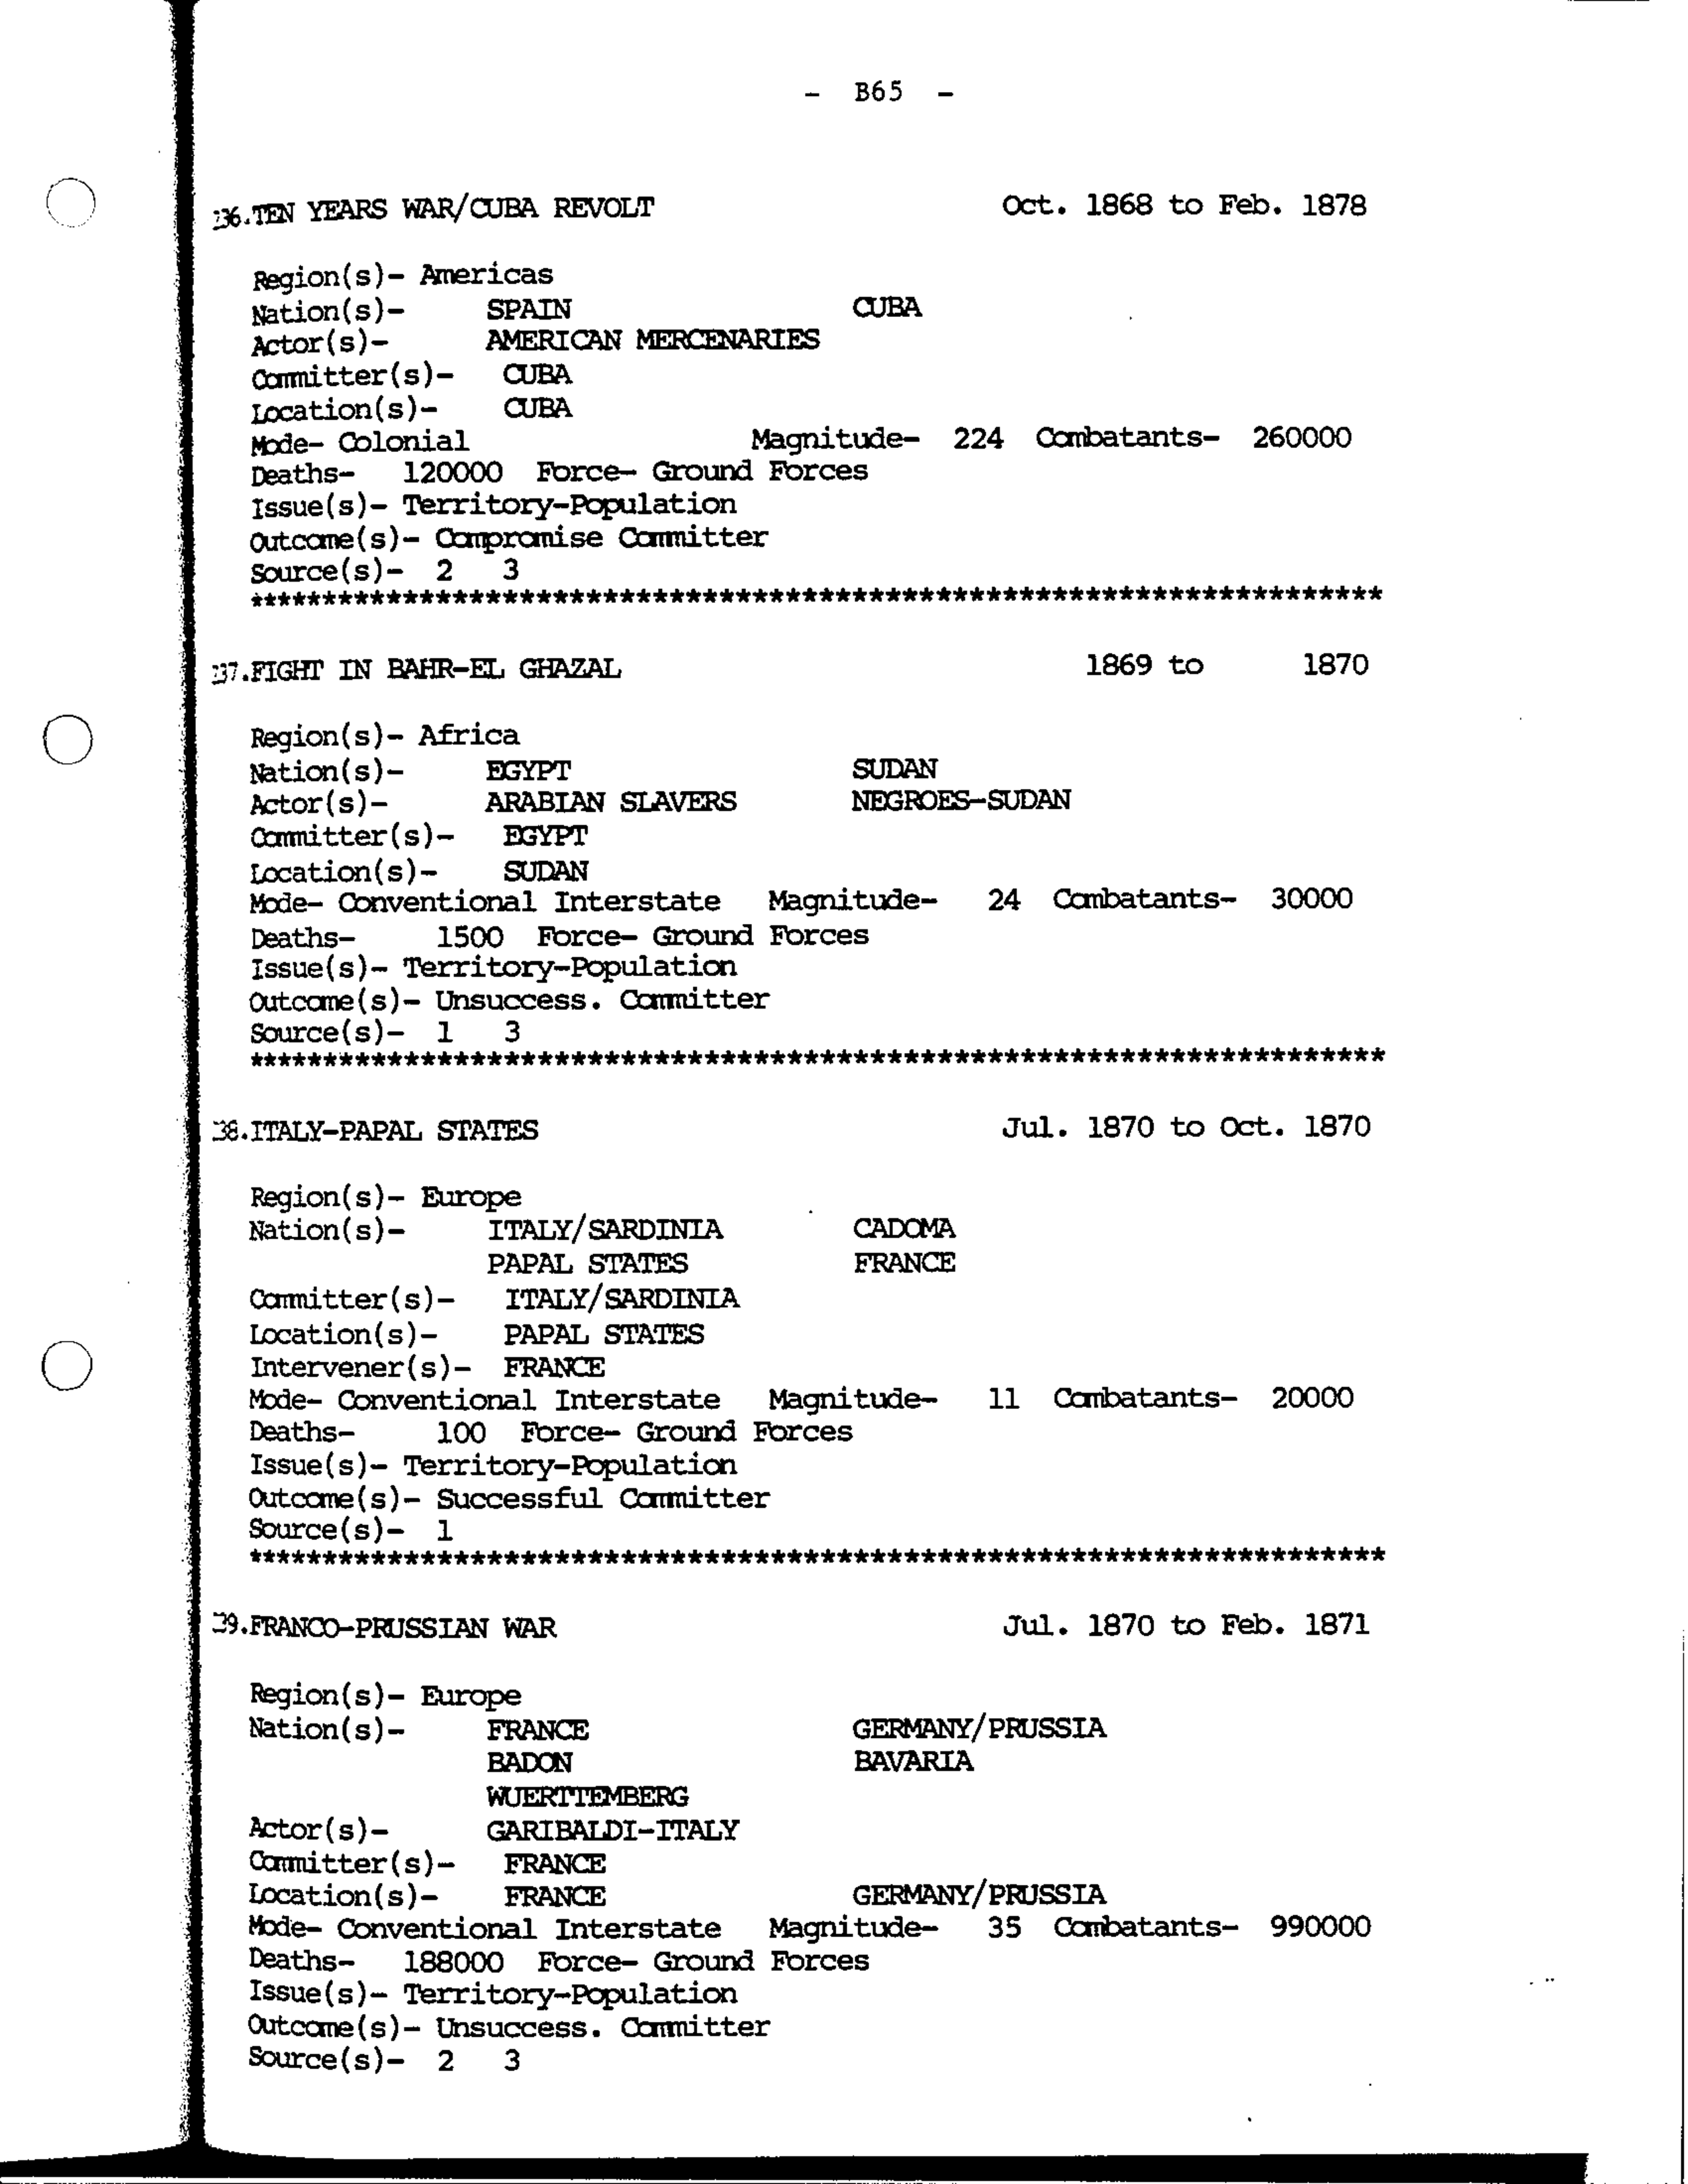 - B65 -
36.TEN YEARS WAR/CUBA REVOLT Oct. 1868 to Feb. 1878
Region(s)- Americas
Nation(s)- SPAIN CUBA
Actor(s)- AMERICAN MERCENARIES
Committer(s)- CUBA
Location(s)- CUBA
Mode- Colonial Magnitude- 224 Combatants- 260000
Deaths- 120000 Force- Ground Forces
Issue(s)- Territory-Population
Outcome(s)- Compromise Committer
Source(s)- 2 3
**********************************************************************
37.FIGHT IN BAHR-EL GHAZAL 1869 to 1870
Region(s)- Africa
Nation(s)- EGYPT SUDAN
Actor(s)- ARABIAN SLAVERS NEGROES-SUDAN
Committer(s)- EGYPT
Location(s)- SUDAN
Mode- Conventional Interstate Magnitude- 24 Combatants- 30000
Deaths- 1500 Force- Ground Forces
Issue(s)- Territory-Population
Outcome(s)- Unsuccess. Committer
Source(s)- 1 3
**********************************************************************
38.ITALY-PAPAL STATES Jul. 1870 to Oct. 1870
Region(s)- Europe
Nation(s)- ITALY/SARDINIA CADOMA
PAPAL STATES FRANCE
Committer(s)- ITALY/SARDINIA
Location(s)- PAPAL STATES
Intervener(s)- FRANCE
Mode- Conventional Interstate Magnitude- 11 Combatants- 20000
Deaths- 100 Force- Ground Forces
Issue(s)- Territory-Population
Outcome(s)- Successful Committer
Source(s)- 1
**********************************************************************
39.FRANCO-PRUSSIAN WAR Jul. 1870 to Feb. 1871
Region(s)- Europe
Nation(s)- FRANCE GERMANY/PRUSSIA
BADON BAVARIA
WUERTTEMBERG
Actor(s)- GARIBALDI-ITALY
Committer(s)- FRANCE
Location(s)- FRANCE GERMANY/PRUSSIA
Mode- Conventional Interstate Magnitude- 35 Combatants- 990000
Deaths- 188000 Force- Ground Forces
Issue(s)- Territory-Population
Outcome(s)- Unsuccess. Committer
Source(s)- 2 3